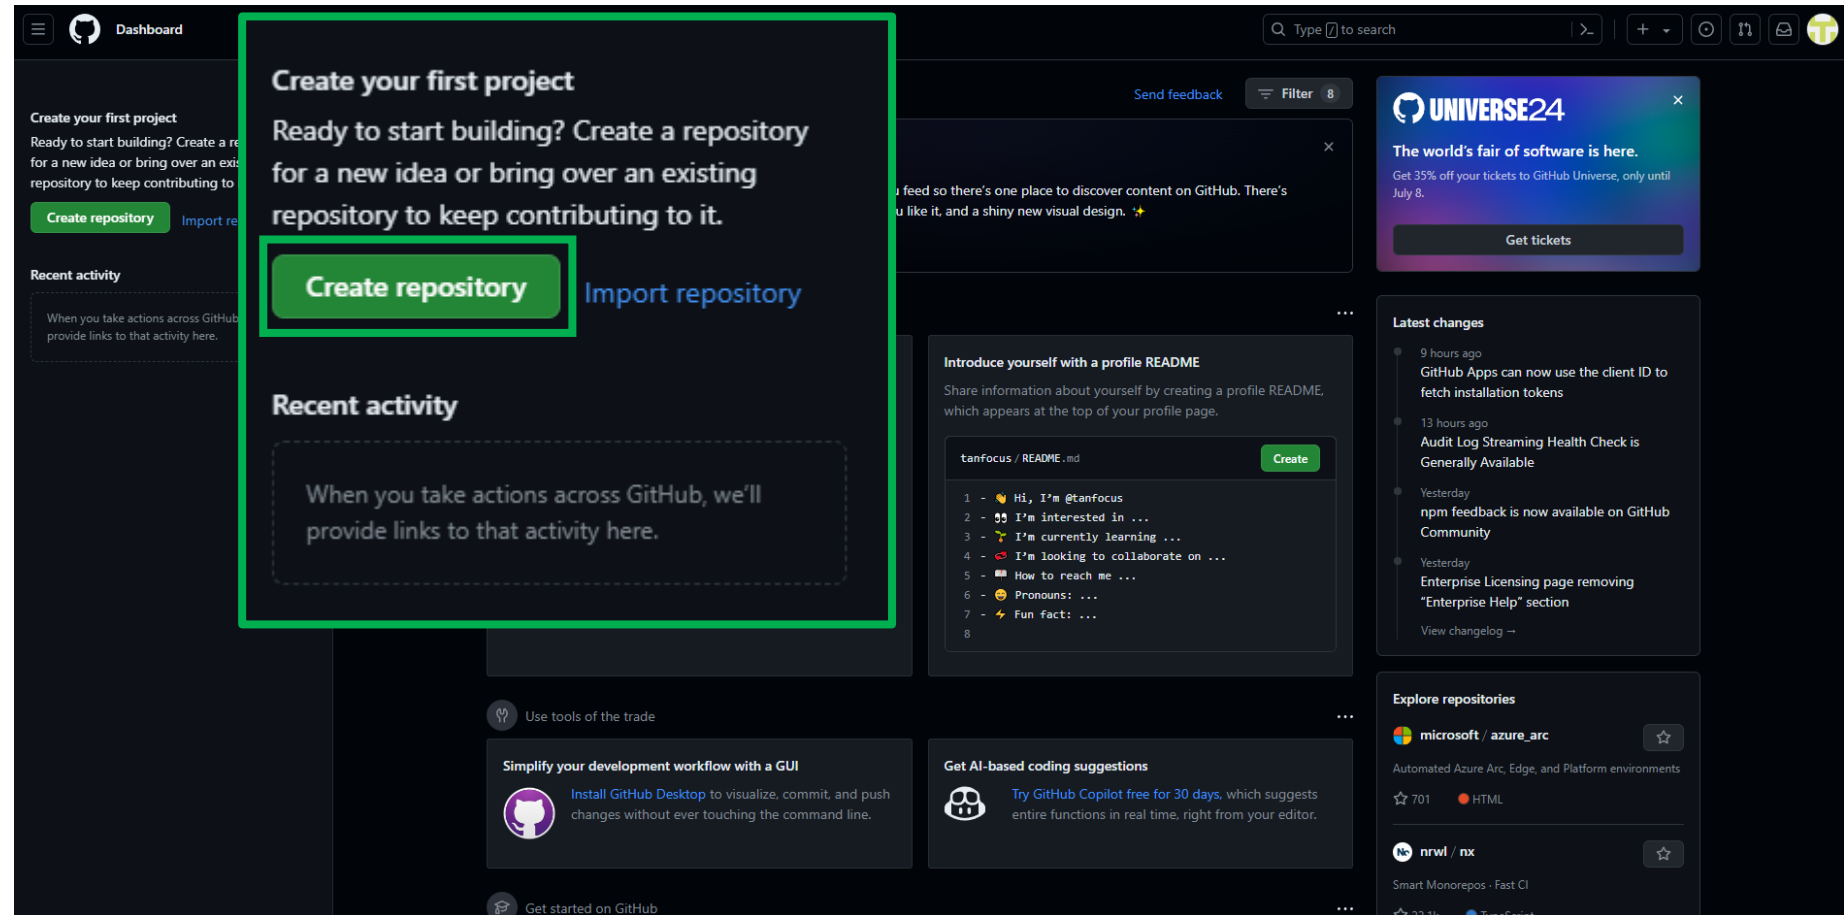 Dashboard
Type / to search
Create your first project
Ready to start building? Create a
for a new idea or bring over an
repository to keep contributing to
Create repository
Import
Recent activity
When you take actions across GitHub
provide links to that activity here.
Create your first project
Ready to start building? Create a repository
for a new idea or bring over an existing
repository to keep contributing to it.
Create repository
Import repository
Recent activity
When you take actions across GitHub, we'll
provide links to that activity here.
Send feedback
Filter 8
feed so there's one place to discover content on GitHub. There's
like it, and a shiny new visual design. ✨
Introduce yourself with a profile README
Share information about yourself by creating a profile README,
which appears at the top of your profile page.
tanfocus / README.md
Create
1 - 👋 Hi, I'm @tanfocus
2 - 👀 I'm interested in ...
3 - 🌱 I'm currently learning ...
4 - 💞️ I'm looking to collaborate on ...
5 - 📫 How to reach me ...
6 - 😄 Pronouns: ...
7 - ⚡ Fun fact: ...
8
Use tools of the trade
Simplify your development workflow with a GUI
Install GitHub Desktop to visualize, commit, and push
changes without ever touching the command line.
Get AI-based coding suggestions
Try GitHub Copilot free for 30 days, which suggests
entire functions in real time, right from your editor.
Get started on GitHub
UNIVERSE24
The world's fair of software is here.
Get 35% off your tickets to GitHub Universe, only until
July 8.
Get tickets
Latest changes
9 hours ago
GitHub Apps can now use the client ID to
fetch installation tokens
13 hours ago
Audit Log Streaming Health Check is
Generally Available
Yesterday
npm feedback is now available on GitHub
Community
Yesterday
Enterprise Licensing page removing
"Enterprise Help" section
View changelog →
Explore repositories
microsoft / azure_arc
Automated Azure Arc, Edge, and Platform environments
701 HTML
nrwl / nx
Smart Monorepos · Fast CI